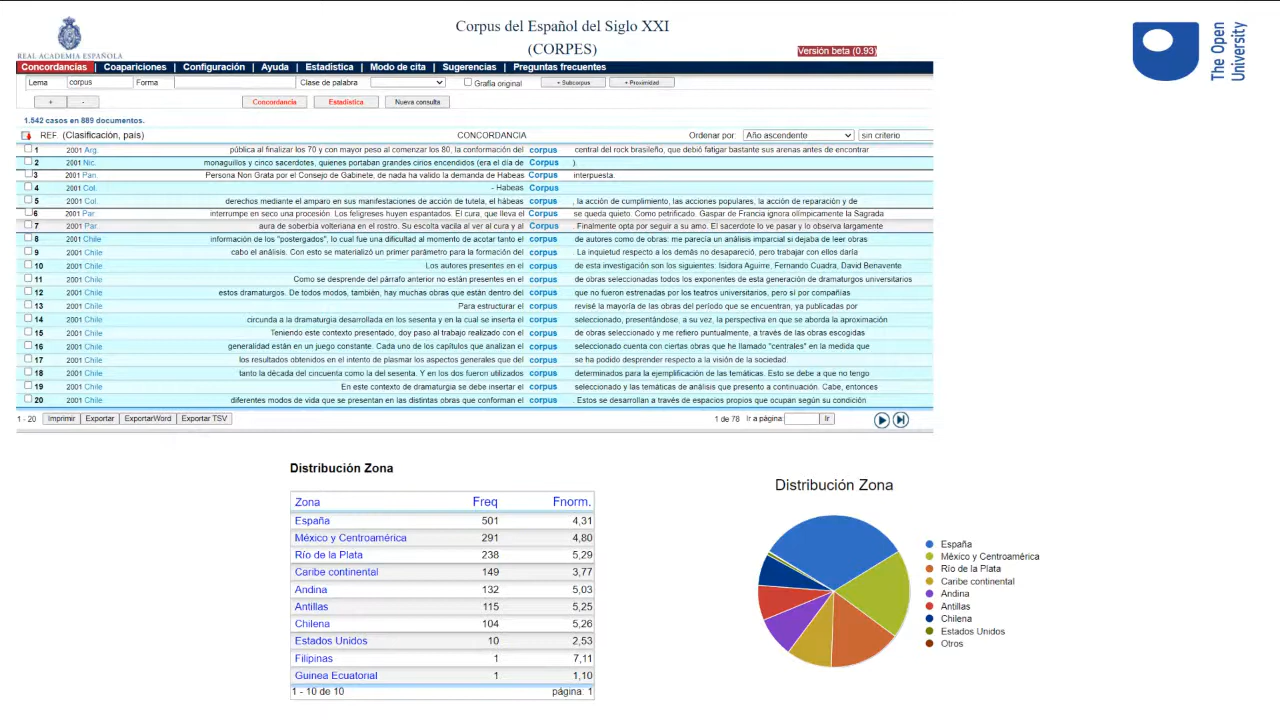 Corpus del Español del Siglo XXI
(CORPES)
REAL ACADEMIA ESPAÑOLA
Versión beta (0.93)
The Open
University
Concordancias | Coapariciones | Configuración | Ayuda | Estadística | Modo de cita | Sugerencias | Preguntas frecuentes
Lema corpus Forma Clase de palabra Grafía original + Subcorpus + Proximidad
+ - Concordancia Estadística Nueva consulta
1.542 casos en 889 documentos.
REF. (Clasificación, país) CONCORDANCIA Ordenar por: Año ascendente sin criterio
1 2001 Arg. pública al finalizar los 70 y con mayor peso al comenzar los 80, la conformación del corpus central del rock brasileño, que debió fatigar bastante sus arenas antes de encontrar
2 2001 Nic. monaguillos y cinco sacerdotes, quienes portaban grandes cirios encendidos (era el día de Corpus ).
3 2001 Pan. Persona Non Grata por el Consejo de Gabinete, de nada ha valido la demanda de Habeas Corpus interpuesta.
4 2001 Col. - Habeas Corpus
5 2001 Col. derechos mediante el amparo en sus manifestaciones de acción de tutela, el hábeas corpus , la acción de cumplimiento, las acciones populares, la acción de reparación y de
6 2001 Par interrumpe en seco una procesión. Los feligreses huyen espantados. El cura, que lleva el Corpus se queda quieto. Como petrificado. Gaspar de Francia ignora olímpicamente la Sagrada
7 2001 Par. aura de soberbia volteriana en el rostro. Su escolta vacila al ver al cura y al Corpus . Finalmente opta por seguir a su amo. El sacerdote lo ve pasar y lo observa largamente
8 2001 Chile información de los "postergados", lo cual fue una dificultad al momento de acotar tanto el corpus de autores como de obras: me parecía un análisis imparcial si dejaba de leer obras
9 2001 Chile cabo el análisis. Con esto se materializó un primer parámetro para la formación del corpus . La inquietud respecto a los demás no desapareció, pero trabajar con ellos daría
10 2001 Chile Los autores presentes en el corpus de esta investigación son los siguientes: Isidora Aguirre, Fernando Cuadra, David Benavente
11 2001 Chile Como se desprende del párrafo anterior no están presentes en el corpus de obras seleccionadas todos los exponentes de esta generación de dramaturgos universitarios
12 2001 Chile estos dramaturgos. De todos modos, también, hay muchas obras que están dentro del corpus que no fueron estrenadas por los teatros universitarios, pero sí por compañías
13 2001 Chile Para estructurar el corpus revisé la mayoría de las obras del período que se encuentran, ya publicadas por
14 2001 Chile circunda a la dramaturgia desarrollada en los sesenta y en la cual se inserta el corpus seleccionado, presentándose, a su vez, la perspectiva en que se aborda la aproximación
15 2001 Chile Teniendo este contexto presentado, doy paso al trabajo realizado con el corpus de obras seleccionado y me refiero puntualmente, a través de las obras escogidas
16 2001 Chile generalidad están en un juego constante. Cada uno de los capítulos que analizan el corpus seleccionado cuenta con ciertas obras que he llamado "centrales" en la medida que
17 2001 Chile los resultados obtenidos en el intento de plasmar los aspectos generales que del corpus se ha podido desprender respecto a la visión de la sociedad.
18 2001 Chile tanto la década del cincuenta como la del sesenta. Y en los dos fueron utilizados corpus determinados para la ejemplificación de las temáticas. Esto se debe a que no tengo
19 2001 Chile En este contexto de dramaturgia se debe insertar el corpus seleccionado y las temáticas de análisis que presento a continuación. Cabe, entonces
20 2001 Chile diferentes modos de vida que se presentan en las distintas obras que conforman el corpus . Estos se desarrollan a través de espacios propios que ocupan según su condición
1 - 20 Imprimir Exportar ExportarWord Exportar TSV 1 de 78 Ir a página: Ir
Distribución Zona
Zona Freq Fnorm.
España 501 4,31
México y Centroamérica 291 4,80
Río de la Plata 238 5,29
Caribe continental 149 3,77
Andina 132 5,03
Antillas 115 5,25
Chilena 104 5,26
Estados Unidos 10 2,53
Filipinas 1 7,11
Guinea Ecuatorial 1 1,10
1 - 10 de 10 página: 1
Distribución Zona
España
México y Centroamérica
Río de la Plata
Caribe continental
Andina
Antillas
Chilena
Estados Unidos
Otros